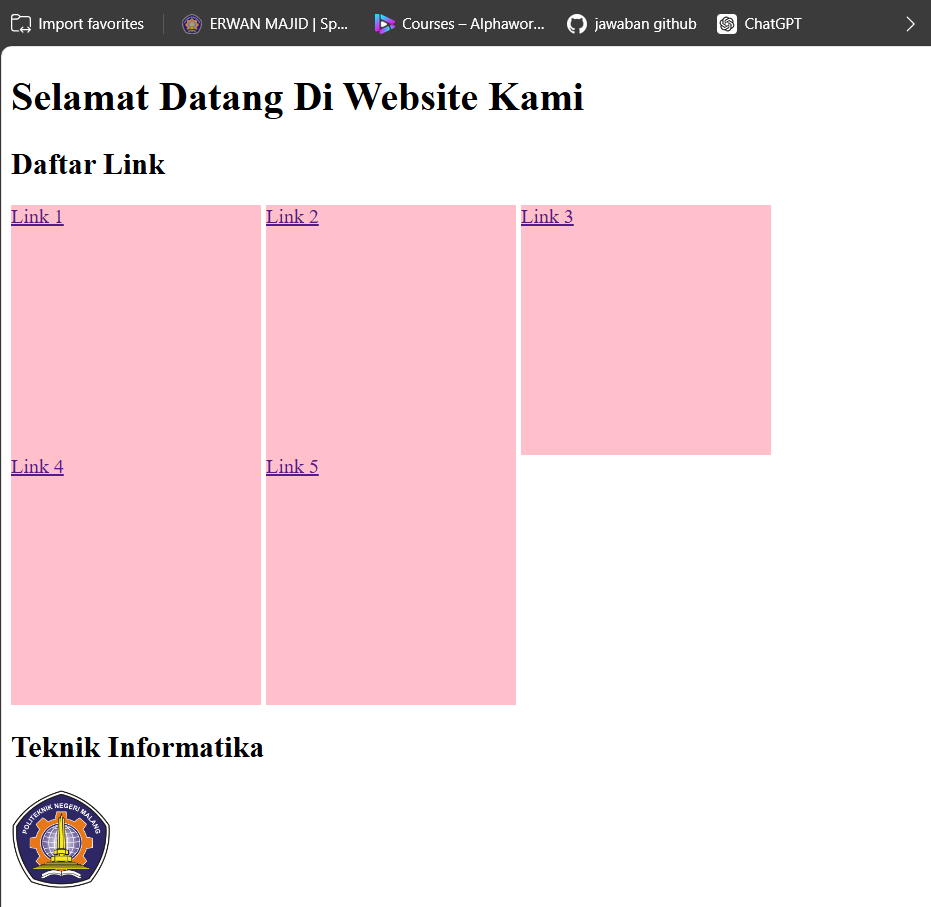 Import favorites ERWAN MAJID | Sp... Courses – Alphawor... jawaban github ChatGPT
Selamat Datang Di Website Kami
Daftar Link
Link 1 Link 2 Link 3
Link 4 Link 5
Teknik Informatika
POLITEKNIK NEGERI MALANG